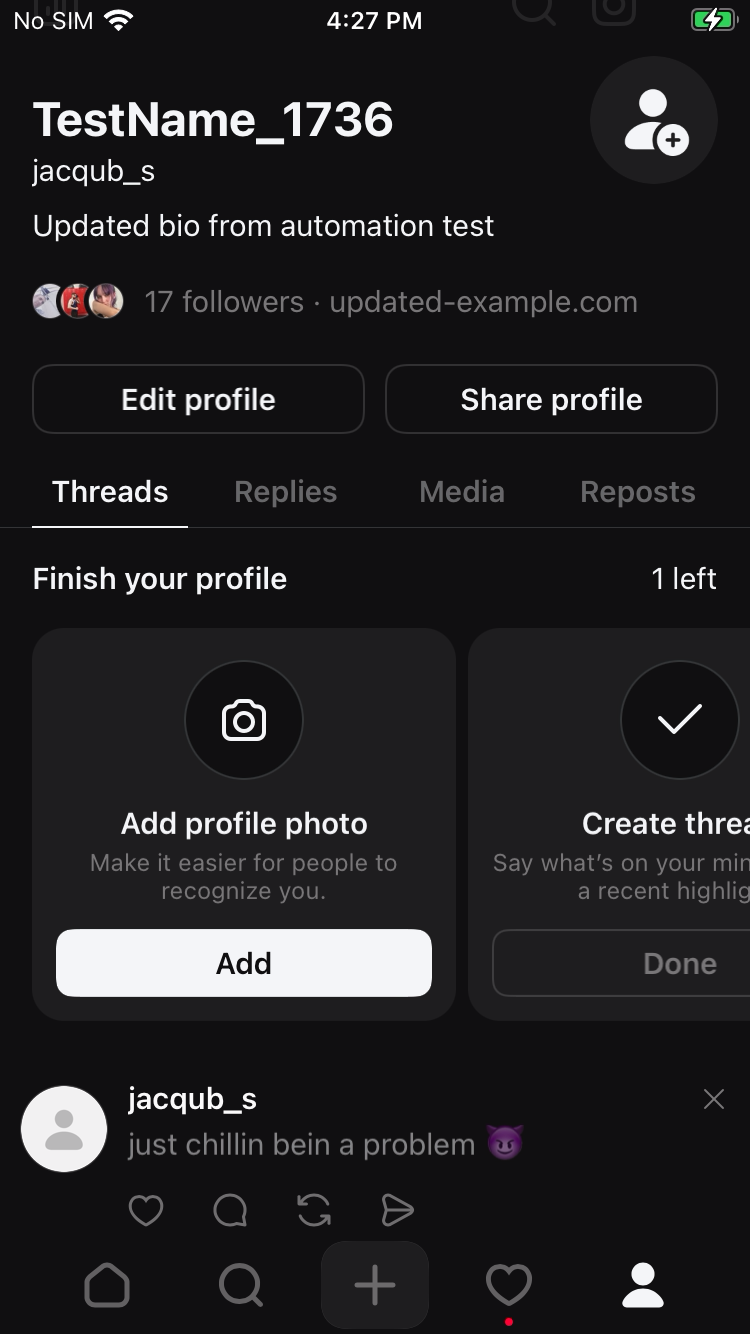 No SIM 4:27 PM
TestName_1736
jacqub_s
Updated bio from automation test
17 followers · updated-example.com
Edit profile Share profile
Threads Replies Media Reposts
Finish your profile 1 left
Add profile photo
Make it easier for people to
recognize you.
Add
Create threa
Say what’s on your min
a recent highlig
Done
jacqub_s
just chillin bein a problem 😈